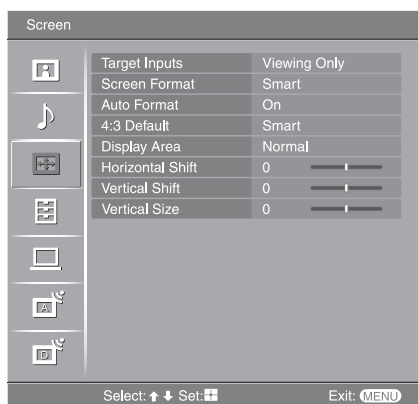 Screen
Target Inputs Viewing Only
Screen Format Smart
Auto Format On
4:3 Default Smart
Display Area Normal
Horizontal Shift 0
Vertical Shift 0
Vertical Size 0
A
D
Select: Set: Exit: MENU